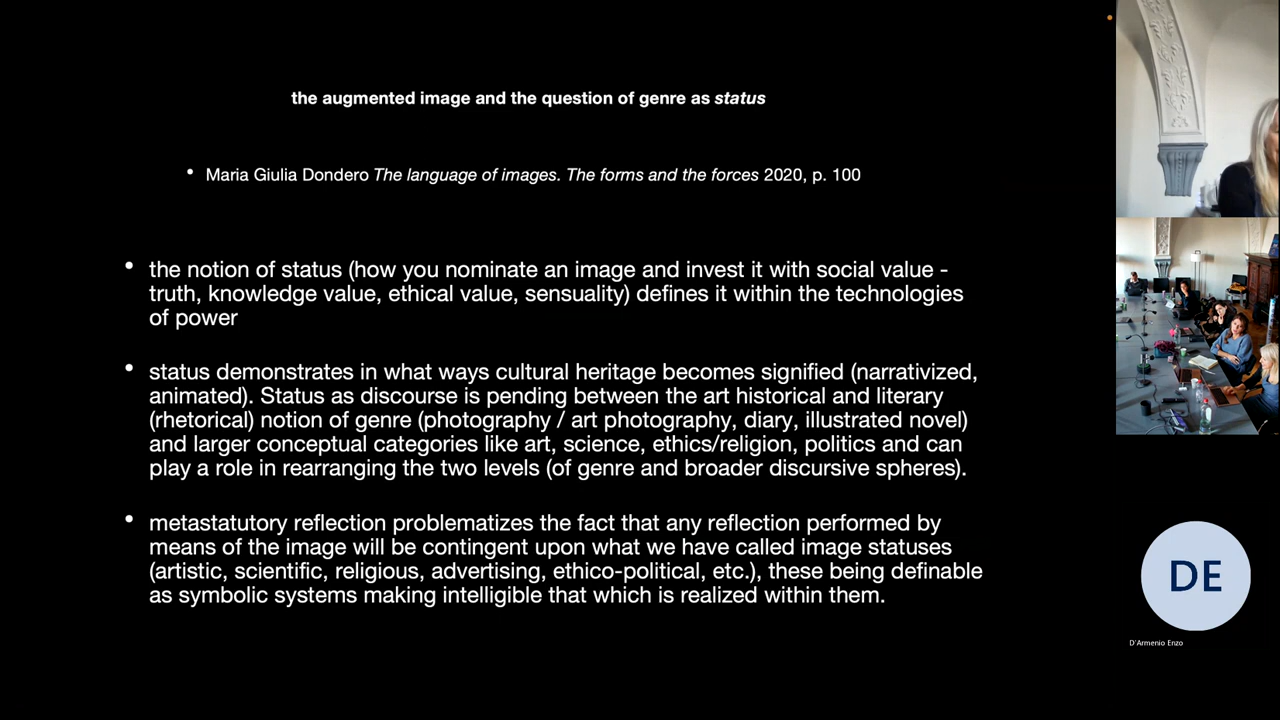 the augmented image and the question of genre as status
• Maria Giulia Dondero The language of images. The forms and the forces 2020, p. 100
• the notion of status (how you nominate an image and invest it with social value -
truth, knowledge value, ethical value, sensuality) defines it within the technologies
of power
• status demonstrates in what ways cultural heritage becomes signified (narrativized,
animated). Status as discourse is pending between the art historical and literary
(rhetorical) notion of genre (photography / art photography, diary, illustrated novel)
and larger conceptual categories like art, science, ethics/religion, politics and can
play a role in rearranging the two levels (of genre and broader discursive spheres).
• metastatutory reflection problematizes the fact that any reflection performed by
means of the image will be contingent upon what we have called image statuses
(artistic, scientific, religious, advertising, ethico-political, etc.), these being definable
as symbolic systems making intelligible that which is realized within them.
DE
D'Armenio Enzo